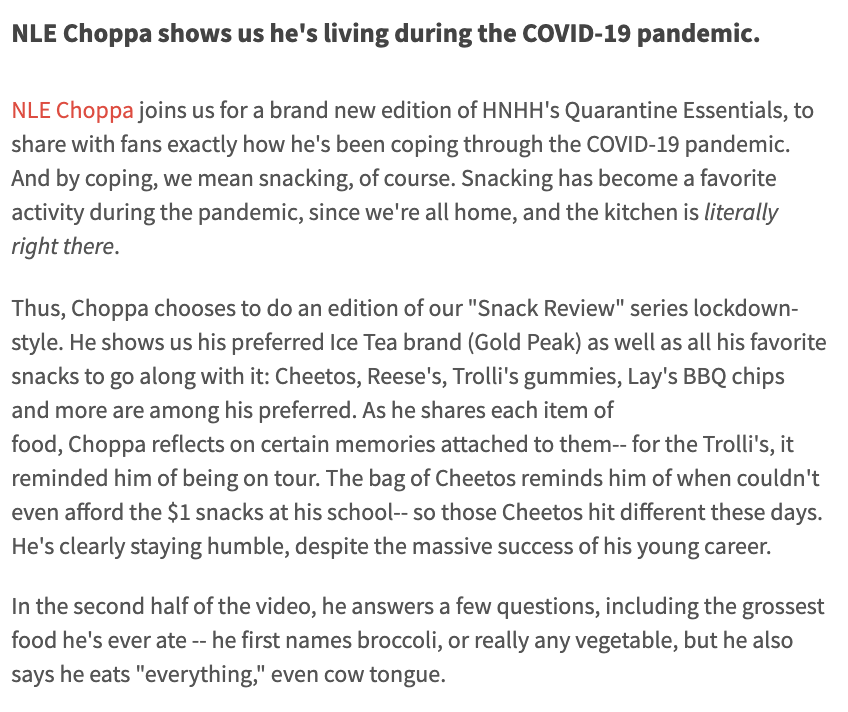 NLE Choppa shows us he's living during the COVID-19 pandemic.
NLE Choppa joins us for a brand new edition of HNHH's Quarantine Essentials, to
share with fans exactly how he's been coping through the COVID-19 pandemic.
And by coping, we mean snacking, of course. Snacking has become a favorite
activity during the pandemic, since we're all home, and the kitchen is literally
right there.
Thus, Choppa chooses to do an edition of our "Snack Review" series lockdown-
style. He shows us his preferred Ice Tea brand (Gold Peak) as well as all his favorite
snacks to go along with it: Cheetos, Reese's, Trolli's gummies, Lay's BBQ chips
and more are among his preferred. As he shares each item of
food, Choppa reflects on certain memories attached to them-- for the Trolli's, it
reminded him of being on tour. The bag of Cheetos reminds him of when couldn't
even afford the $1 snacks at his school-- so those Cheetos hit different these days.
He's clearly staying humble, despite the massive success of his young career.
In the second half of the video, he answers a few questions, including the grossest
food he's ever ate -- he first names broccoli, or really any vegetable, but he also
says he eats "everything," even cow tongue.